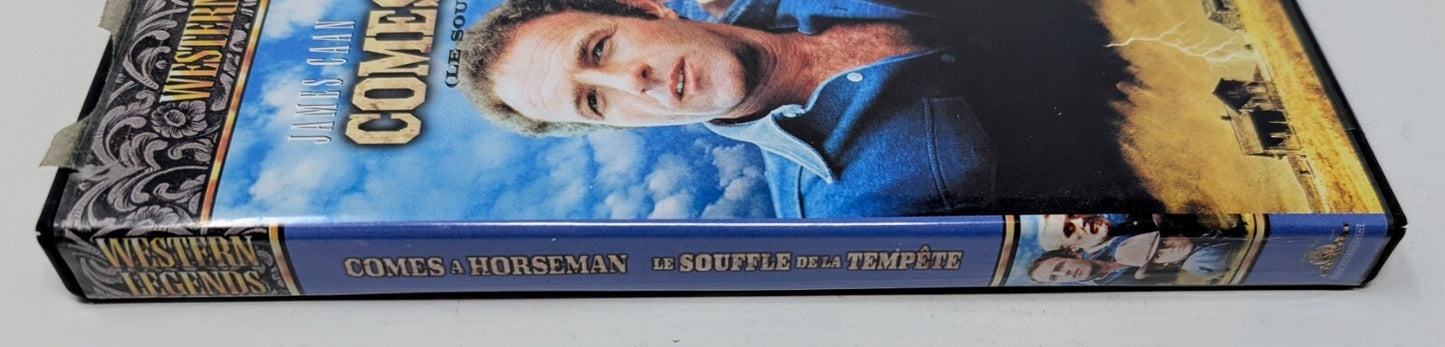 WESTERN
JAMES CAAN
COMES
(LE SOU
WESTERN
LEGENDS
COMES A HORSEMAN LE SOUFFLE DE LA TEMPÊTE